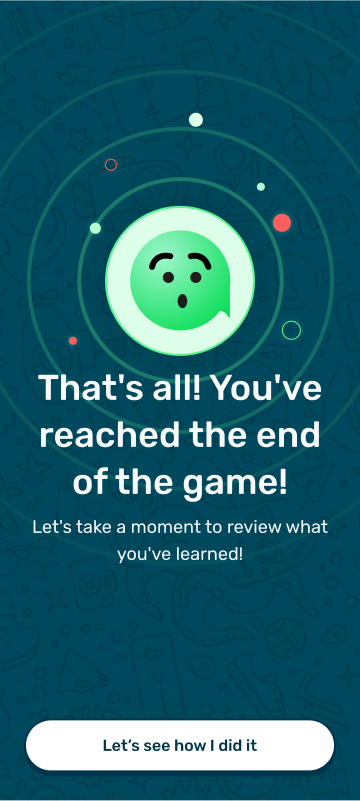 That's all! You've
reached the end
of the game!
Let's take a moment to review what
you've learned!
Let’s see how I did it